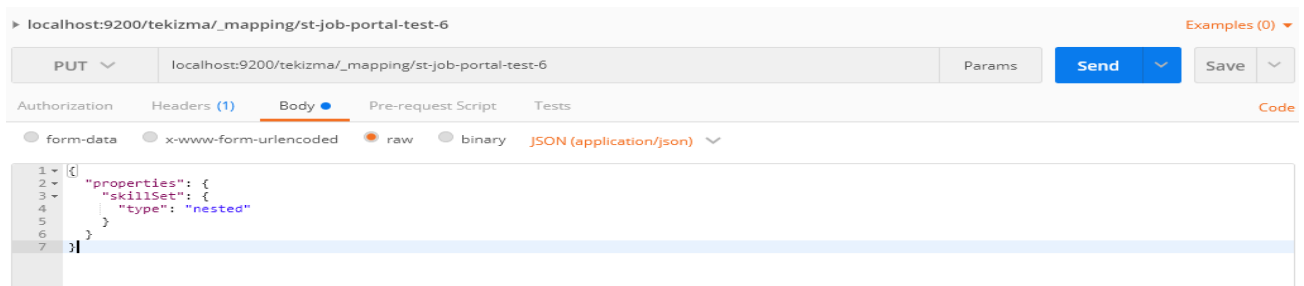 localhost:9200/tekizma/_mapping/st-job-portal-test-6 Examples (0)
PUT localhost:9200/tekizma/_mapping/st-job-portal-test-6 Params Send Save
Authorization Headers (1) Body Pre-request Script Tests Code
form-data x-www-form-urlencoded raw binary JSON (application/json)
1 {
2 "properties": {
3 "skillSet": {
4 "type": "nested"
5 }
6 }
7 }